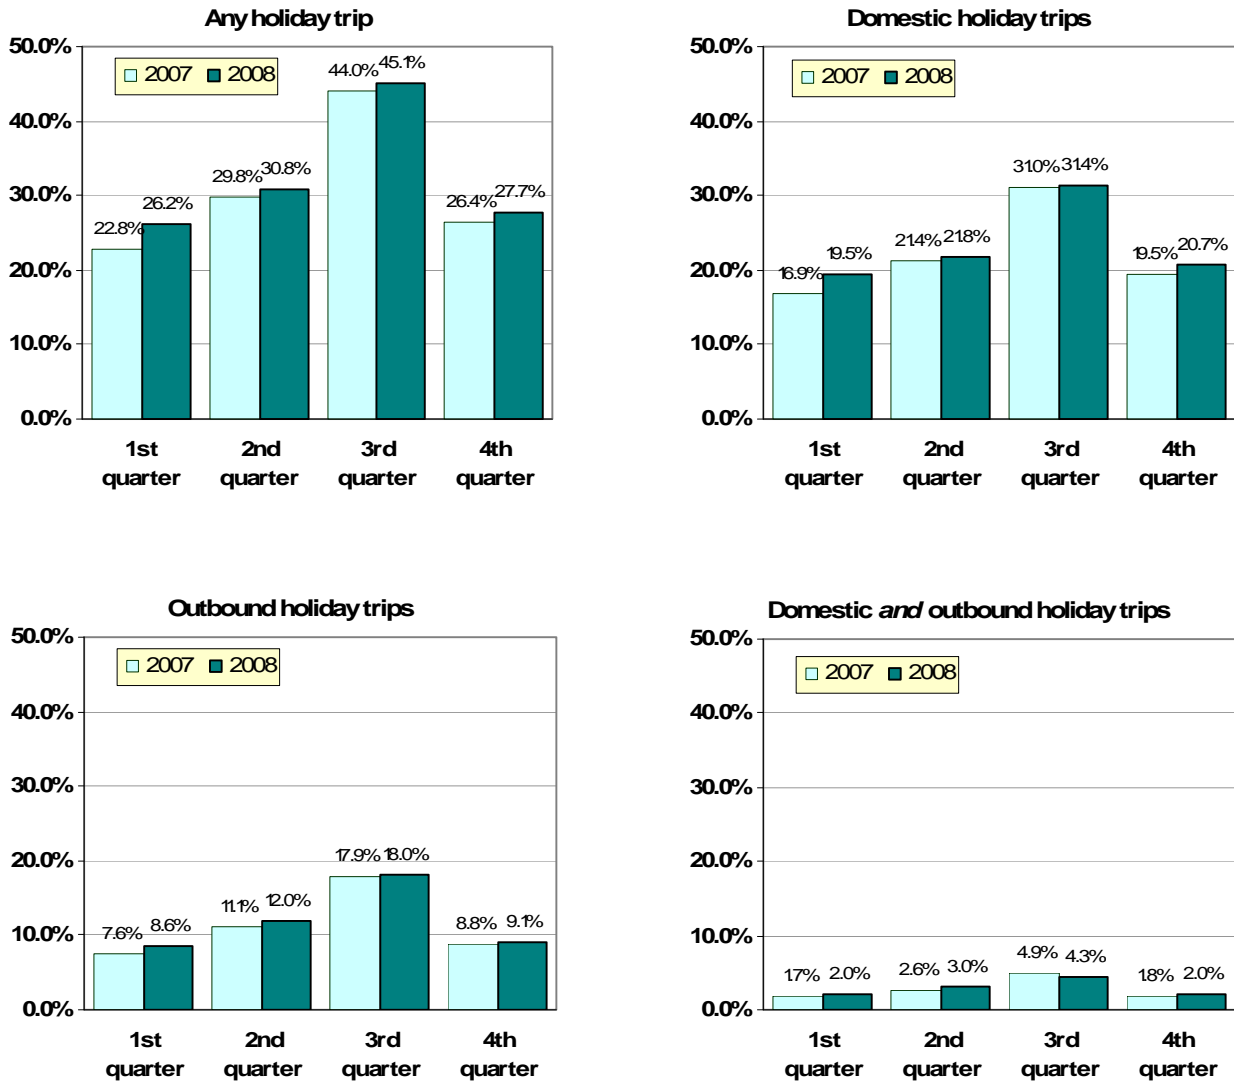 Any holiday trip
50.0%
2007 2008
44.0% 45.1%
40.0%
29.8% 30.8%
30.0%
22.8% 26.2%
26.4% 27.7%
20.0%
10.0%
0.0%
1st quarter
2nd quarter
3rd quarter
4th quarter
Domestic holiday trips
50.0%
2007 2008
40.0%
31.0% 31.4%
30.0%
16.9% 19.5%
21.4% 21.8%
19.5% 20.7%
20.0%
10.0%
0.0%
1st quarter
2nd quarter
3rd quarter
4th quarter
Outbound holiday trips
50.0%
2007 2008
40.0%
30.0%
20.0%
17.9% 18.0%
11.1% 12.0%
7.6% 8.6%
8.8% 9.1%
10.0%
0.0%
1st quarter
2nd quarter
3rd quarter
4th quarter
Domestic and outbound holiday trips
50.0%
2007 2008
40.0%
30.0%
20.0%
10.0%
1.7% 2.0%
2.6% 3.0%
4.9% 4.3%
1.8% 2.0%
0.0%
1st quarter
2nd quarter
3rd quarter
4th quarter